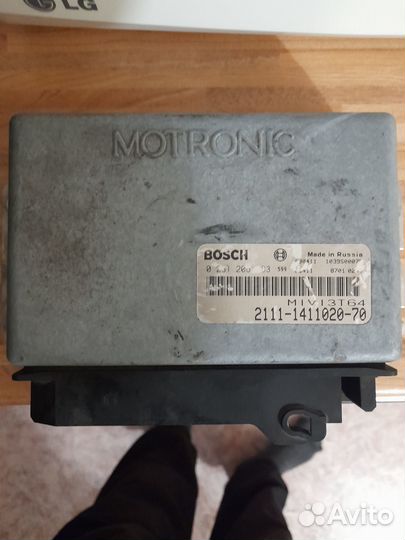 LG
MOTRONIC
BOSCH Made in Russia
M1V13T64
2111-1411020-70
Avito